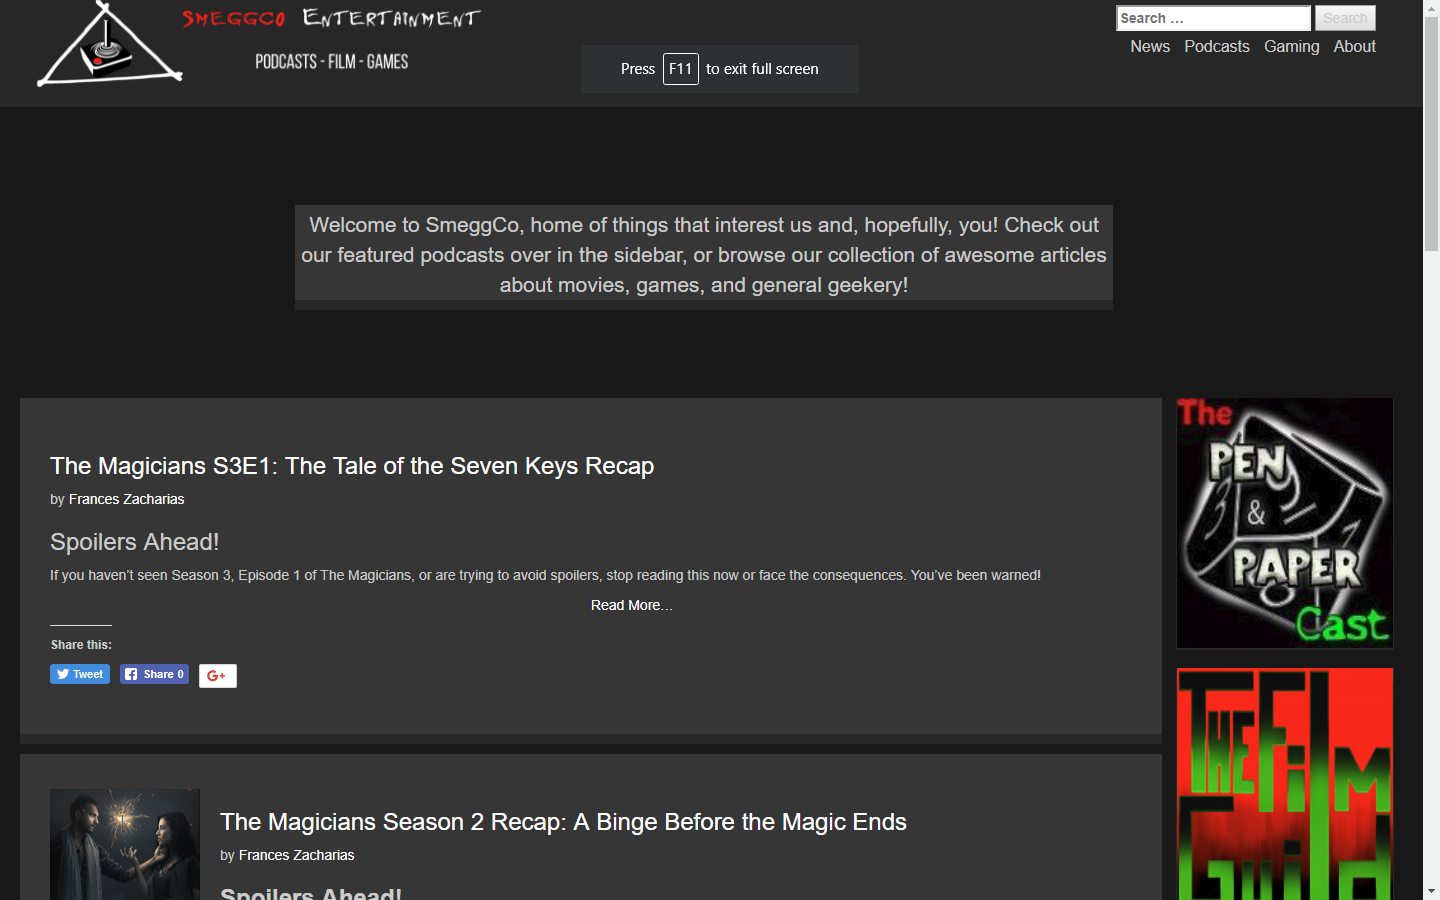 SMEGGCO ENTERTAINMENT
PODCASTS - FILM - GAMES
Press F11 to exit full screen
Search ...
Search
News Podcasts Gaming About
Welcome to SmeggCo, home of things that interest us and, hopefully, you! Check out
our featured podcasts over in the sidebar, or browse our collection of awesome articles
about movies, games, and general geekery!
The Magicians S3E1: The Tale of the Seven Keys Recap
by Frances Zacharias
Spoilers Ahead!
If you haven’t seen Season 3, Episode 1 of The Magicians, or are trying to avoid spoilers, stop reading this now or face the consequences. You’ve been warned!
Read More…
Share this:
Tweet
Share 0
G+
The Magicians Season 2 Recap: A Binge Before the Magic Ends
by Frances Zacharias
Spoilers Ahead!
The
PEN
&
PAPER
Cast
THE FILM
GUILD